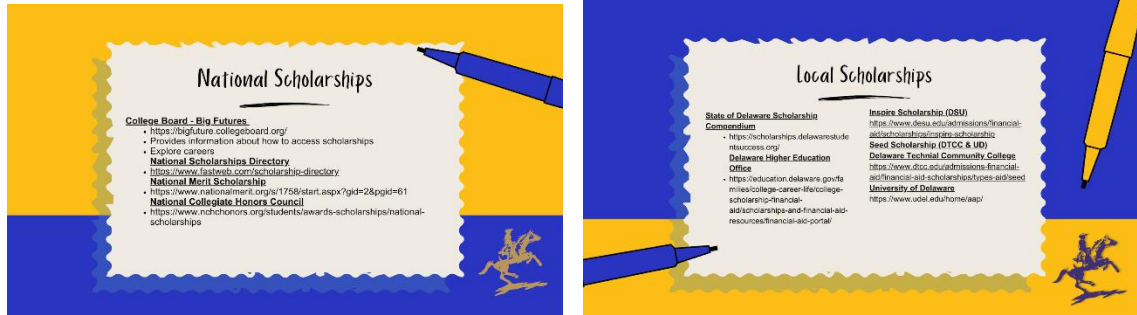 National Scholarships
College Board - Big Futures
• https://bigfuture.collegeboard.org/
• Provides information about how to access scholarships
• Explore careers
National Scholarships Directory
• https://www.fastweb.com/scholarship-directory
National Merit Scholarship
• https://www.nationalmerit.org/s/1758/start.aspx?gid=2&pgid=61
National Collegiate Honors Council
• https://www.nchchonors.org/students/awards-scholarships/national-
scholarships
Local Scholarships
State of Delaware Scholarship
Compendium
• https://scholarships.delawarestude
ntsuccess.org/
Delaware Higher Education
Office
• https://education.delaware.gov/fa
milies/college-career-life/college-
scholarship-financial-
aid/scholarships-and-financial-aid-
resources/financial-aid-portal/
Inspire Scholarship (DSU)
https://www.desu.edu/admissions/financial-
aid/scholarships/inspire-scholarship
Seed Scholarship (DTCC & UD)
Delaware Technial Community College
https://www.dtcc.edu/admissions-financial-
aid/financial-aid-scholarships/types-aid/seed
University of Delaware
https://www.udel.edu/home/aap/